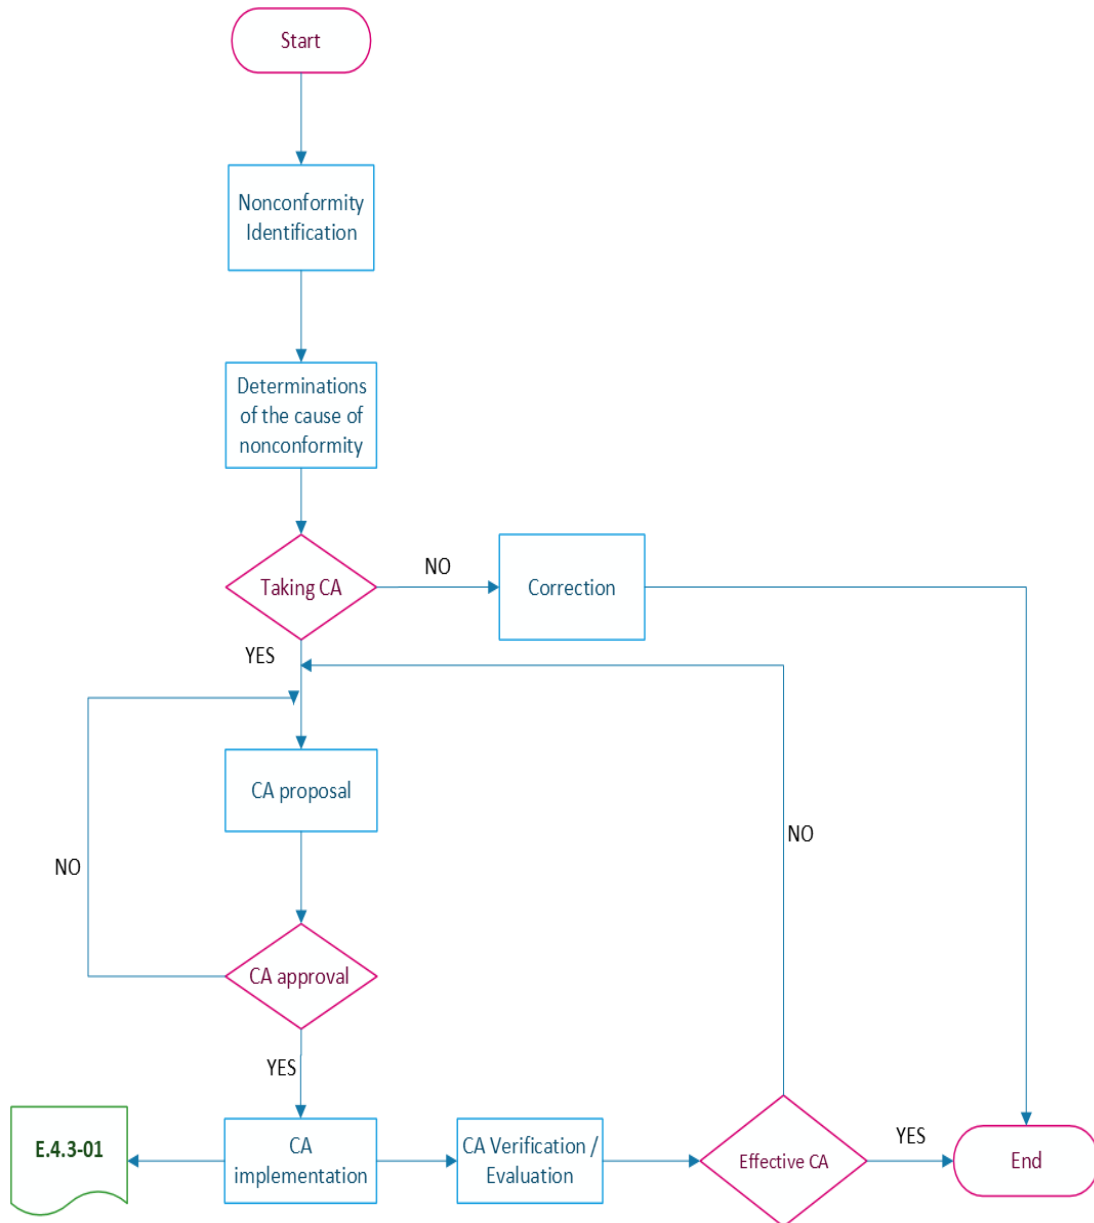 Start
Nonconformity
Identification
Determinations
of the cause of
nonconformity
Taking CA
NO
Correction
YES
CA proposal
NO
NO
CA approval
YES
E.4.3-01
CA
implementation
CA Verification /
Evaluation
Effective CA
YES
End